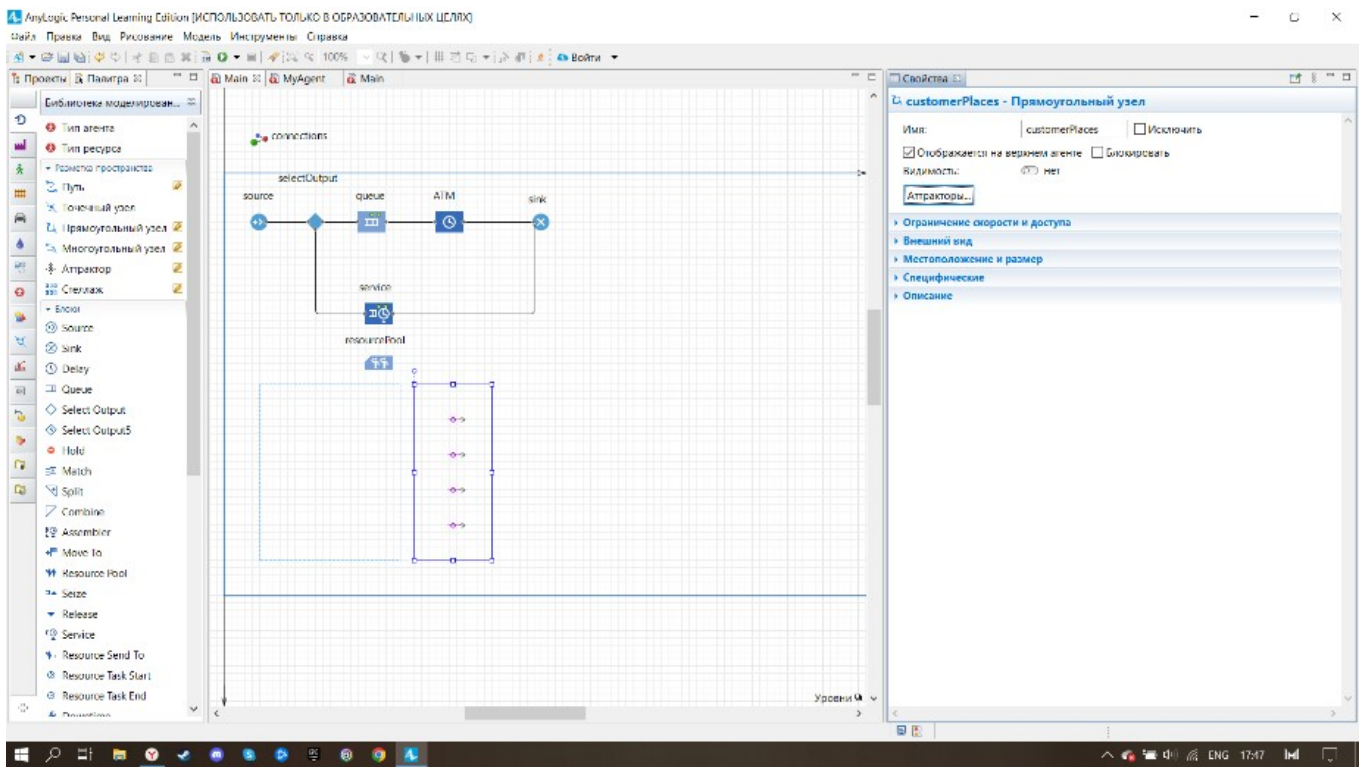 AnyLogic Personal Learning Edition [ИСПОЛЬЗОВАТЬ ТОЛЬКО В ОБРАЗОВАТЕЛЬНЫХ ЦЕЛЯХ]
Файл Правка Вид Рисование Модель Инструменты Справка
100% Войти
Проекты Палитра
Библиотека моделирован...
Тип агента
Тип ресурса
Разметка пространства
Путь
Точечный узел
Прямоугольный узел
Многоугольный узел
Аттрактор
Стеллаж
Блоки
Source
Sink
Delay
Queue
Select Output
Select Output5
Hold
Match
Split
Combine
Assembler
Move To
Resource Pool
Seize
Release
Service
Resource Send To
Resource Task Start
Resource Task End
Downtime
Main MyAgent Main
connections
selectOutput
source queue ATM sink
service
resourcePool
Уровни
Свойства
customerPlaces - Прямоугольный узел
Имя: customerPlaces Исключить
Отображается на верхнем агенте Блокировать
Видимость: нет
Аттракторы...
Ограничение скорости и доступа
Внешний вид
Местоположение и размер
Специфические
Описание
ENG 17:47